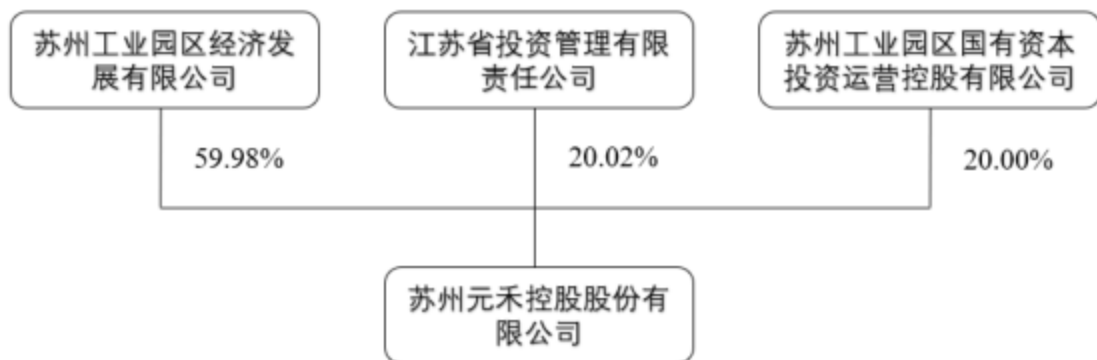 苏州工业园区经济发
展有限公司
江苏省投资管理有限
责任公司
苏州工业园区国有资本
投资运营控股有限公司
59.98%
20.02%
20.00%
苏州元禾控股股份有
限公司